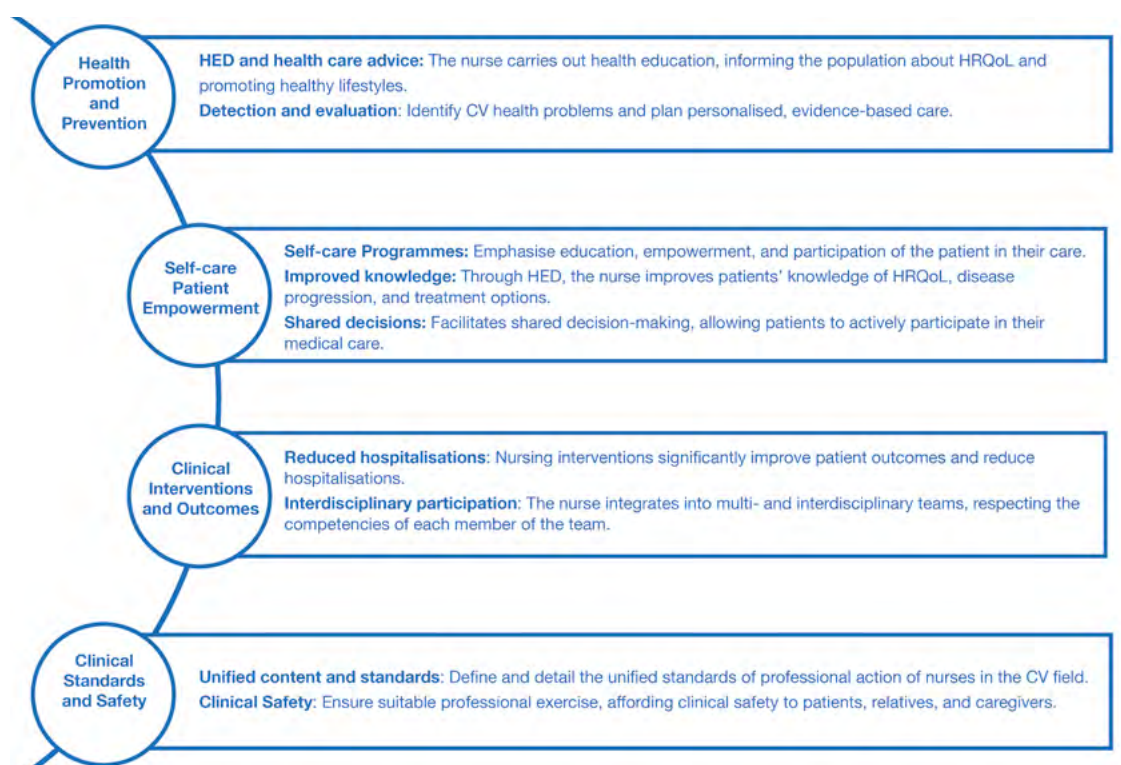 Health
Promotion
and
Prevention
HED and health care advice: The nurse carries out health education, informing the population about HRQoL and
promoting healthy lifestyles.
Detection and evaluation: Identify CV health problems and plan personalised, evidence-based care.
Self-care
Patient
Empowerment
Self-care Programmes: Emphasise education, empowerment, and participation of the patient in their care.
Improved knowledge: Through HED, the nurse improves patients' knowledge of HRQoL, disease
progression, and treatment options.
Shared decisions: Facilitates shared decision-making, allowing patients to actively participate in their
medical care.
Clinical
Interventions
and Outcomes
Reduced hospitalisations: Nursing interventions significantly improve patient outcomes and reduce
hospitalisations.
Interdisciplinary participation: The nurse integrates into multi- and interdisciplinary teams, respecting the
competencies of each member of the team.
Clinical
Standards
and Safety
Unified content and standards: Define and detail the unified standards of professional action of nurses in the CV field.
Clinical Safety: Ensure suitable professional exercise, affording clinical safety to patients, relatives, and caregivers.